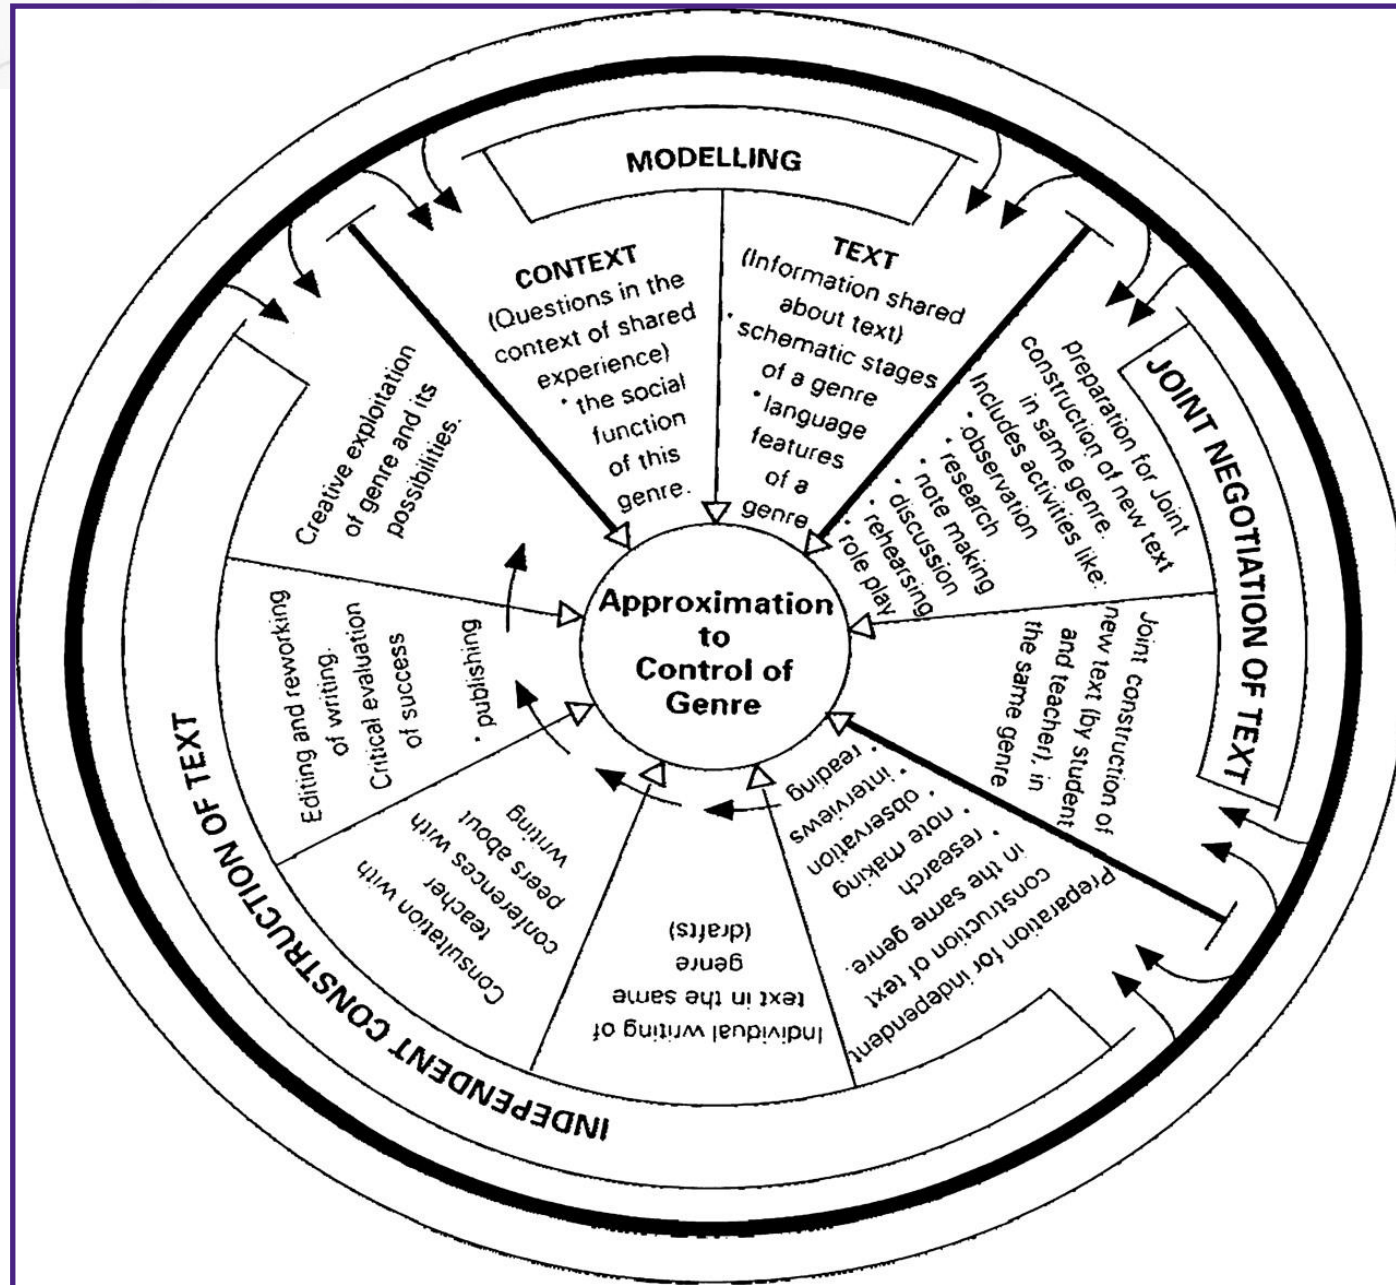 MODELLING
CONTEXT
(Questions in the
context of shared
experience)
• the social
function
of this
genre.
TEXT
(Information shared
about text)
• schematic stages
of a genre
• language
features
of a
genre
JOINT NEGOTIATION OF TEXT
preparation for Joint
construction of new text
in same genre.
Includes activities like:
• observation
• research
• note making
• discussion
• rehearsing
• role play
Joint construction of
new text (by student
and teacher), in
the same genre
INDEPENDENT CONSTRUCTION OF TEXT
Preparation for independent
construction of text
in the same genre.
• research
• note making
• observation
• interviews
• reading
Individual writing of
text in the same
genre
(drafts)
Consultation with
teacher
conferences with
peers about
writing
Editing and reworking
of writing.
Critical evaluation
of success
• publishing
Creative exploitation
of genre and its
possibilities.
Approximation
to
Control of
Genre